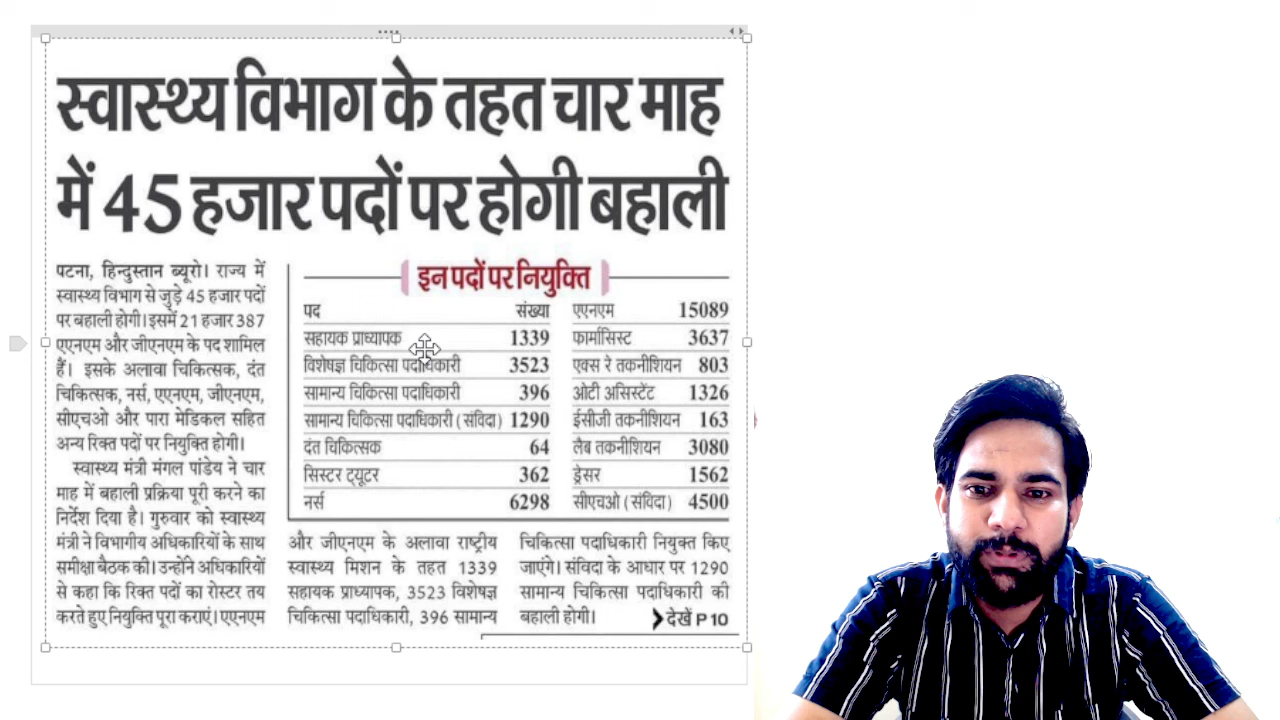 स्वास्थ्य विभाग के तहत चार माह
में 45 हजार पदों पर होगी बहाली
पटना, हिन्दुस्तान ब्यूरो। राज्य में
स्वास्थ्य विभाग से जुड़े 45 हजार पदों
पर बहाली होगी। इसमें 21 हजार 387
एएनएम और जीएनएम के पद शामिल
हैं। इसके अलावा चिकित्सक, दंत
चिकित्सक, नर्स, एएनएम, जीएनएम,
सीएचओ और पारा मेडिकल सहित
अन्य रिक्त पदों पर नियुक्ति होगी।
स्वास्थ्य मंत्री मंगल पांडेय ने चार
माह में बहाली प्रक्रिया पूरी करने का
निर्देश दिया है। गुरुवार को स्वास्थ्य
मंत्री ने विभागीय अधिकारियों के साथ
समीक्षा बैठक की। उन्होंने अधिकारियों
से कहा कि रिक्त पदों का रोस्टर तय
करते हुए नियुक्ति पूरा कराएं। एएनएम
इन पदों पर नियुक्ति
पद संख्या
सहायक प्राध्यापक 1339
विशेषज्ञ चिकित्सा पदाधिकारी 3523
सामान्य चिकित्सा पदाधिकारी 396
सामान्य चिकित्सा पदाधिकारी (संविदा) 1290
दंत चिकित्सक 64
सिस्टर ट्यूटर 362
नर्स 6298
एएनएम 15089
फार्मासिस्ट 3637
एक्स रे तकनीशियन 803
ओटी असिस्टेंट 1326
ईसीजी तकनीशियन 163
लैब तकनीशियन 3080
ड्रेसर 1562
सीएचओ (संविदा) 4500
और जीएनएम के अलावा राष्ट्रीय
स्वास्थ्य मिशन के तहत 1339
सहायक प्राध्यापक, 3523 विशेषज्ञ
चिकित्सा पदाधिकारी, 396 सामान्य
चिकित्सा पदाधिकारी नियुक्त किए
जाएंगे। संविदा के आधार पर 1290
सामान्य चिकित्सा पदाधिकारी की
बहाली होगी।
देखें P 10